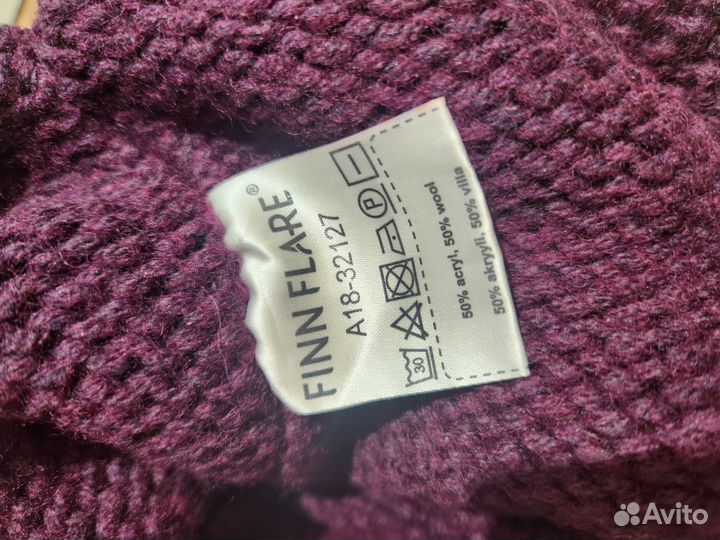 FINN FLARE®
A18-32127
30
P
50% acryl, 50% wool
50% akryyli, 50% villa
Avito